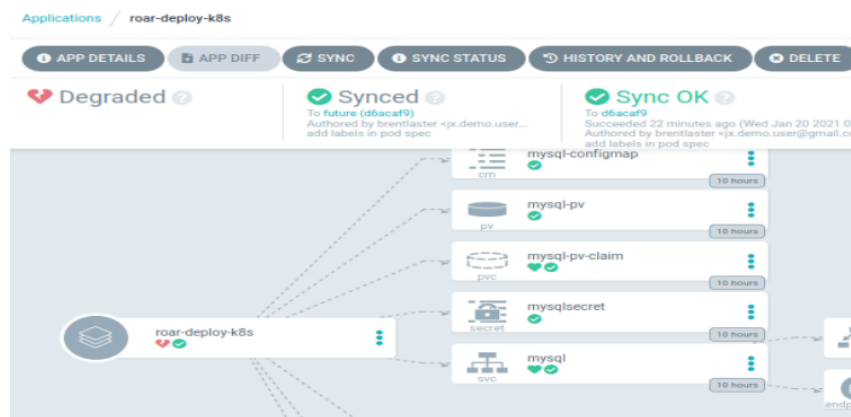 Applications / roar-deploy-k8s
APP DETAILS APP DIFF SYNC SYNC STATUS HISTORY AND ROLLBACK DELETE
Degraded
Synced
To future (d6acaf9)
Authored by brentlaster <jx.demo.user...
add labels in pod spec
Sync OK
To d6acaf9
Succeeded 22 minutes ago (Wed Jan 20 2021 0
Authored by brentlaster <jx.demo.user@gmail.co
add labels in pod spec
mysql-configmap
cm
10 hours
mysql-pv
pv
10 hours
mysql-pv-claim
pvc
10 hours
mysqlsecret
secret
10 hours
roar-deploy-k8s
mysql
svc
10 hours
endp